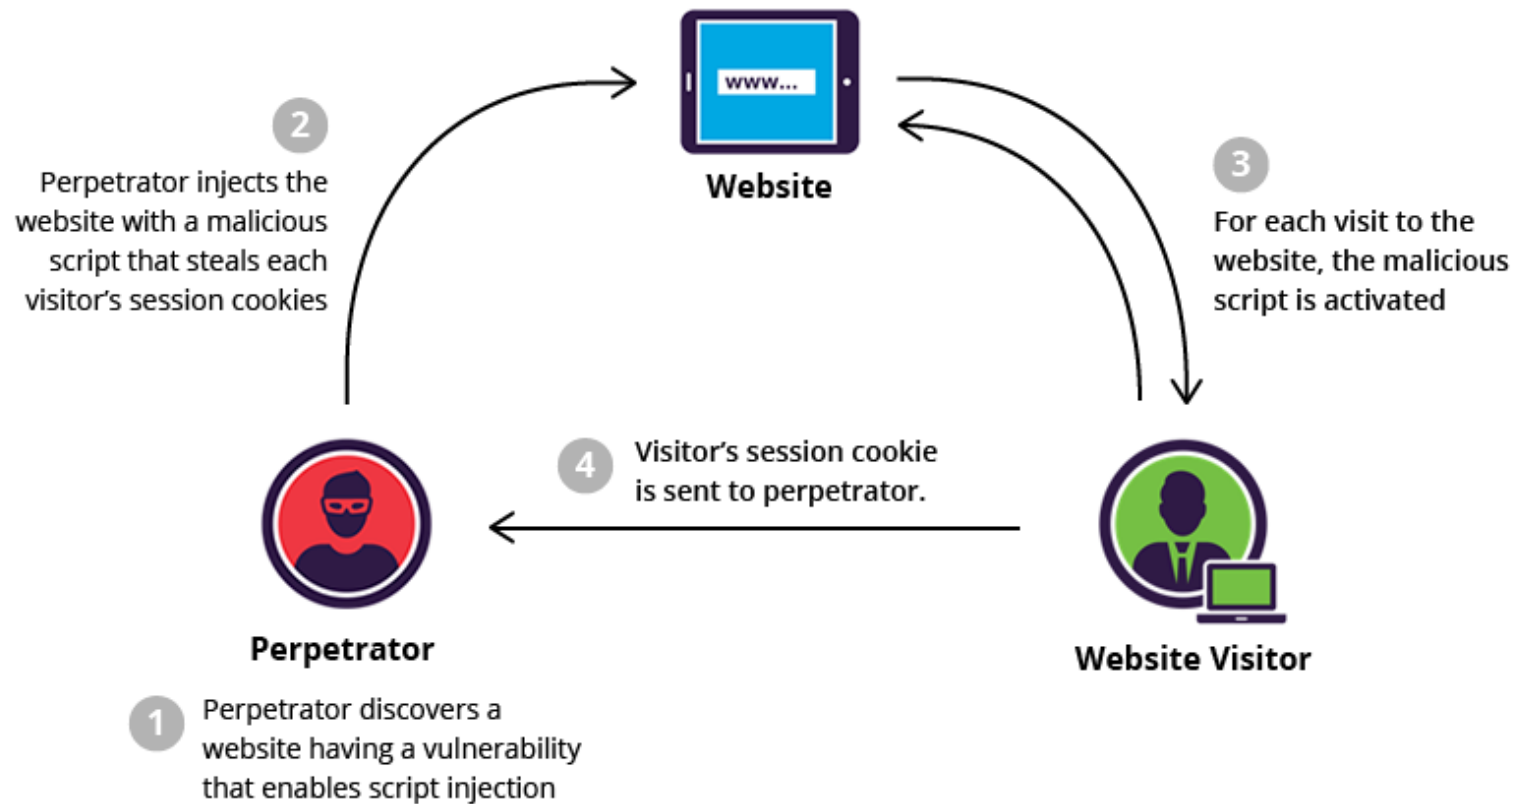 www...
Website
2
Perpetrator injects the
website with a malicious
script that steals each
visitor’s session cookies
3
For each visit to the
website, the malicious
script is activated
4
Visitor’s session cookie
is sent to perpetrator.
Perpetrator
Website Visitor
1
Perpetrator discovers a
website having a vulnerability
that enables script injection